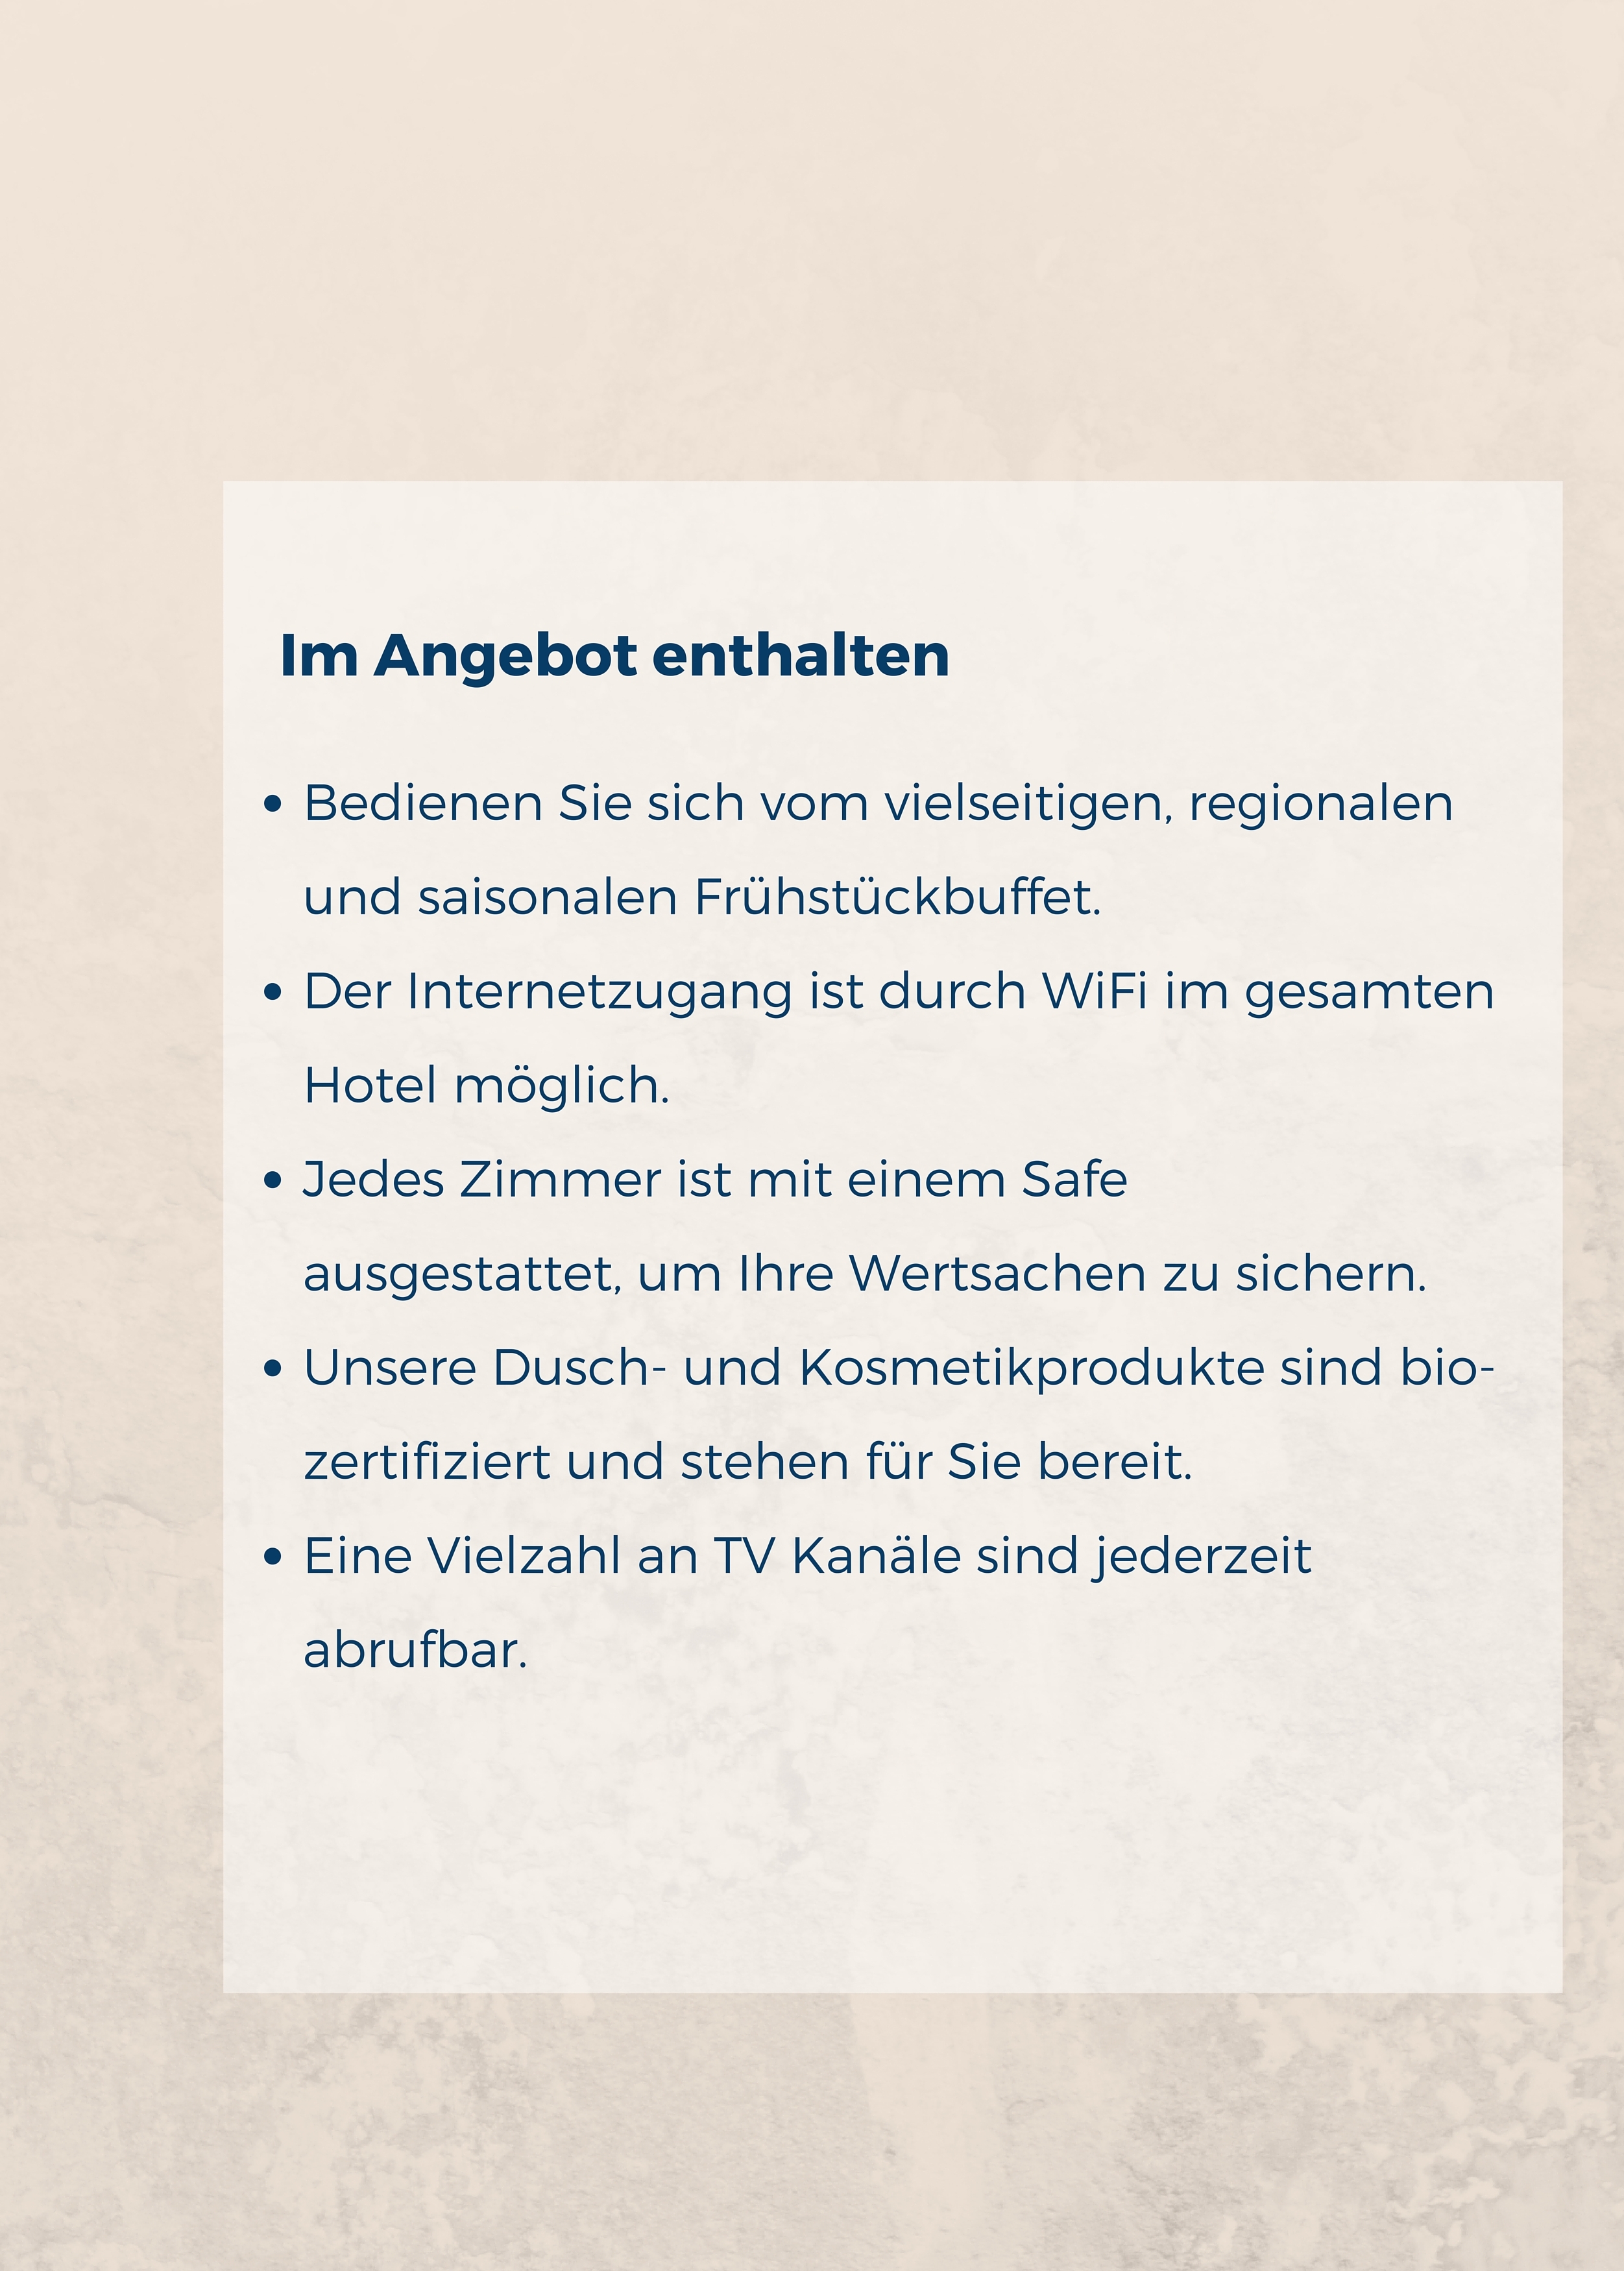 Im Angebot enthalten
• Bedienen Sie sich vom vielseitigen, regionalen
und saisonalen Frühstückbuffet.
• Der Internetzugang ist durch WiFi im gesamten
Hotel möglich.
• Jedes Zimmer ist mit einem Safe
ausgestattet, um Ihre Wertsachen zu sichern.
• Unsere Dusch- und Kosmetikprodukte sind bio-
zertifiziert und stehen für Sie bereit.
• Eine Vielzahl an TV Kanäle sind jederzeit
abrufbar.